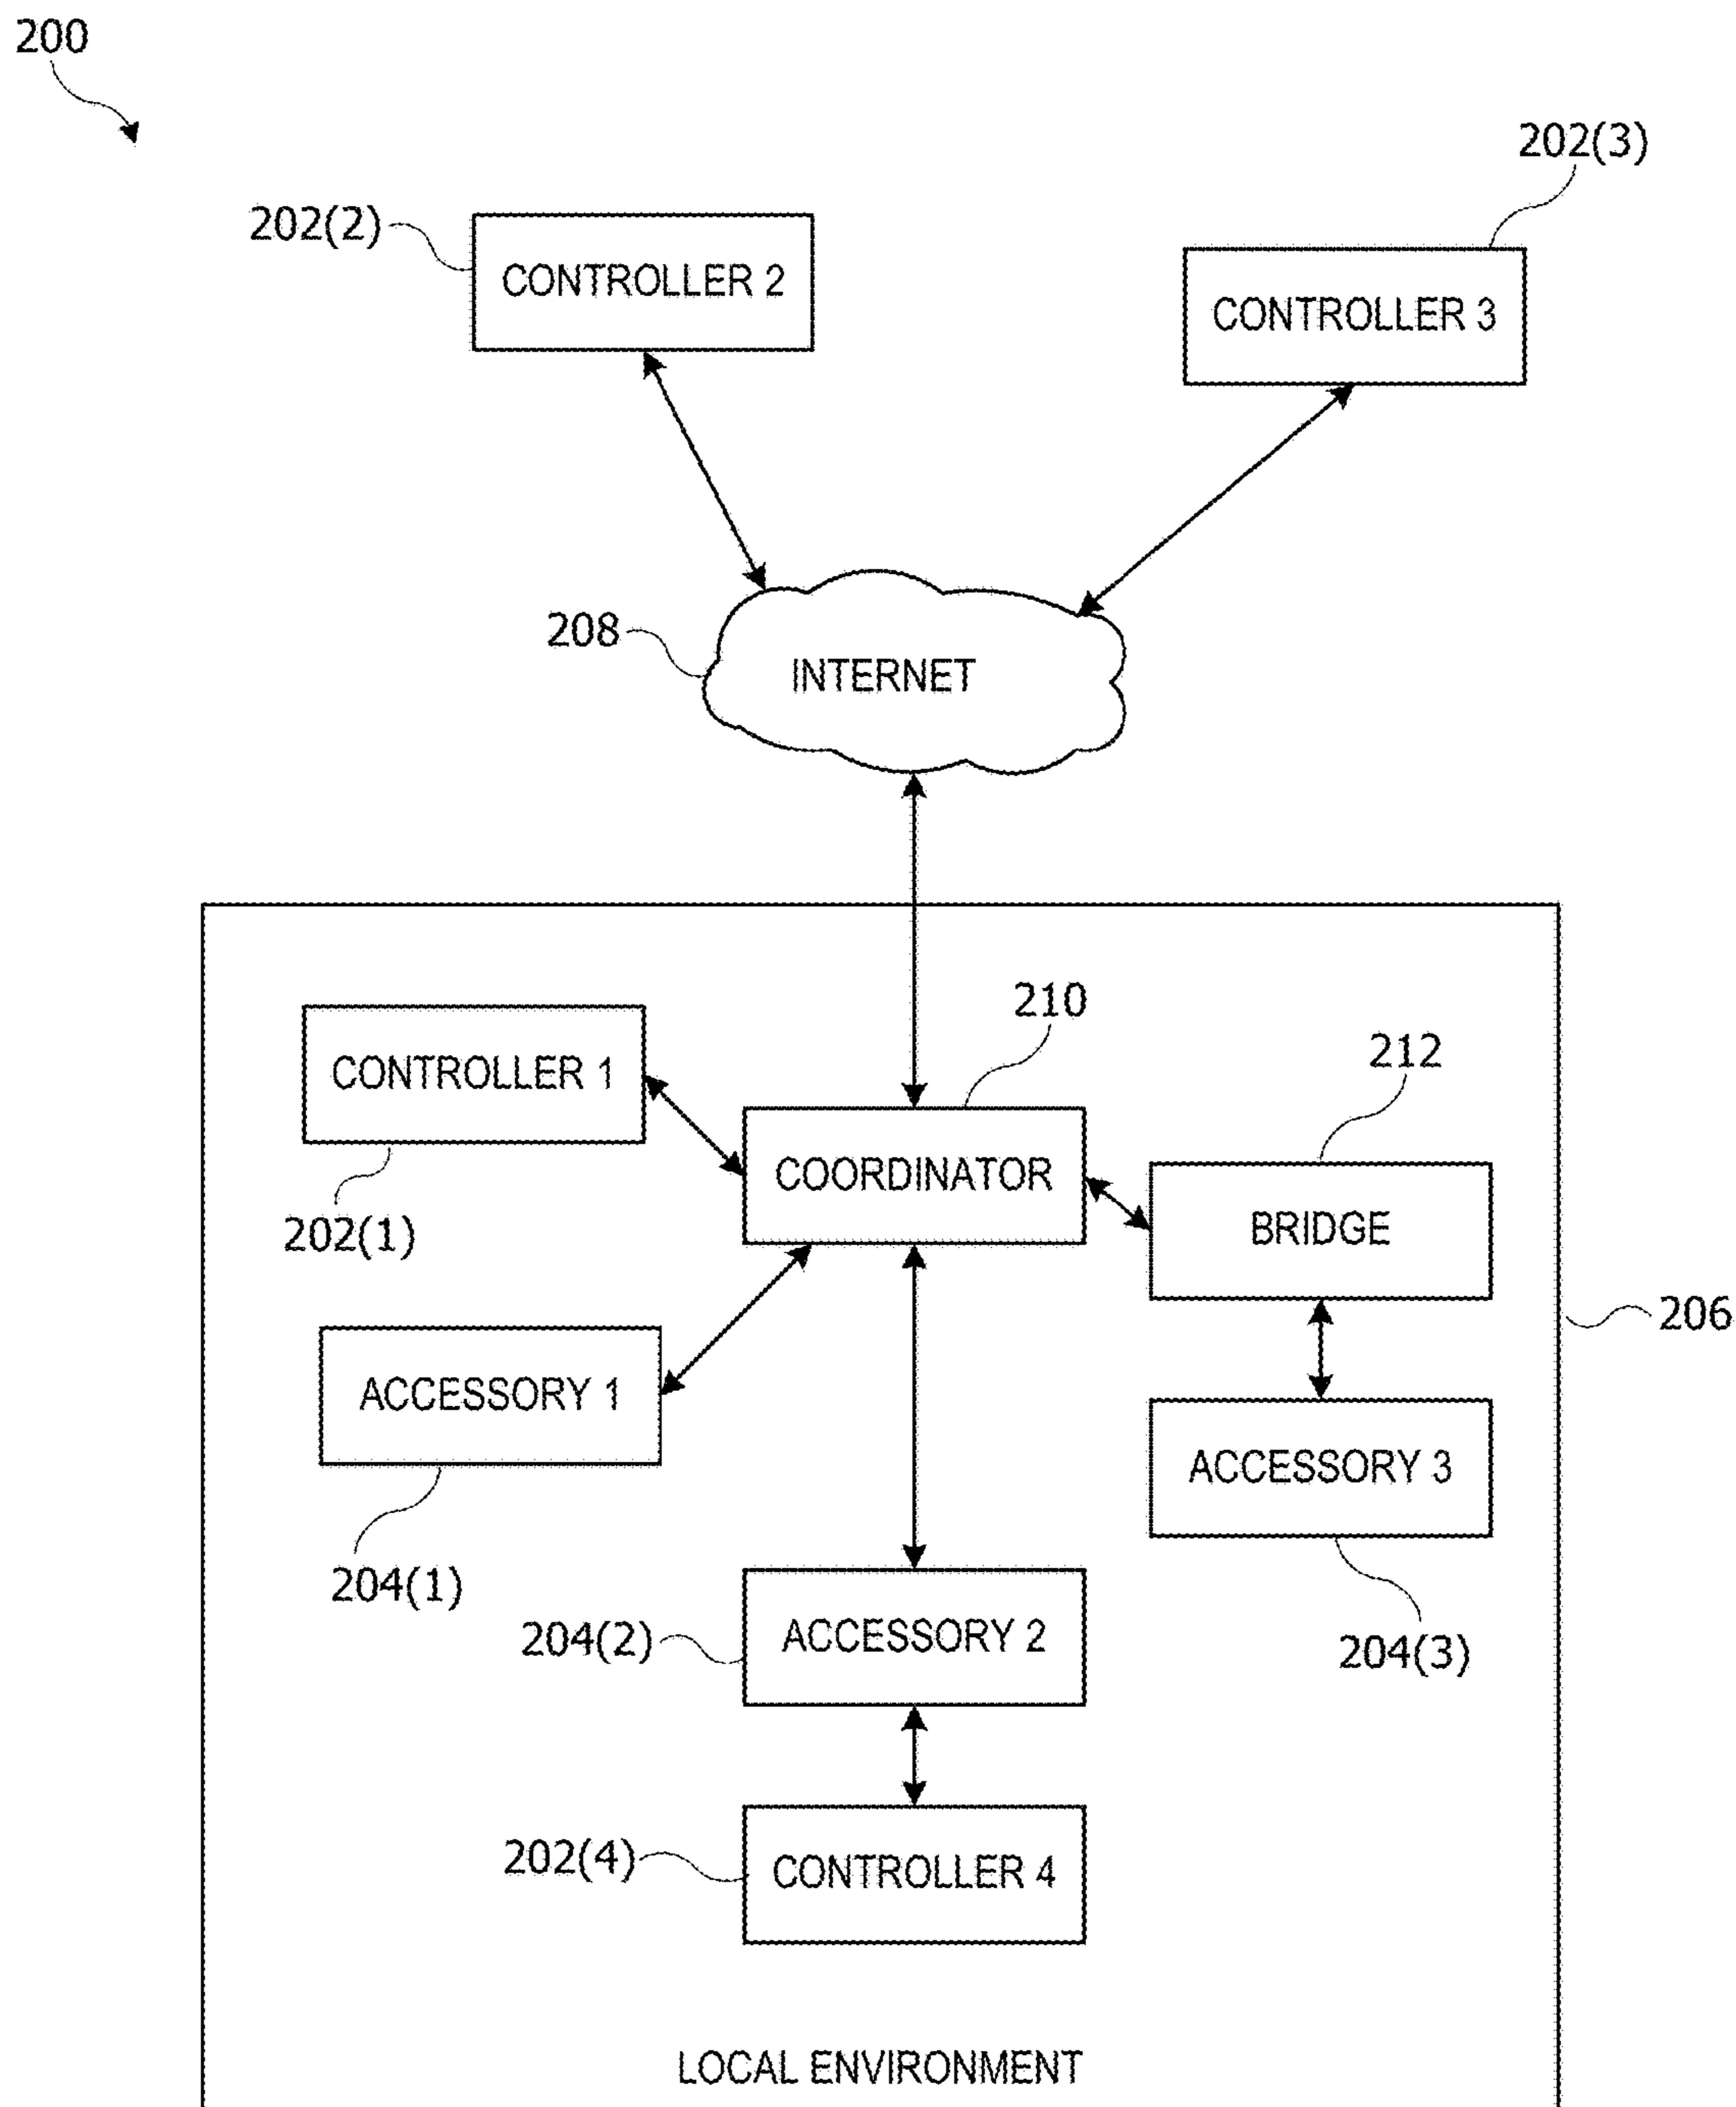 200
202(3)
202(2)
CONTROLLER 2
CONTROLLER 3
208
INTERNET
210
CONTROLLER 1
212
COORDINATOR
202(1)
BRIDGE
206
ACCESSORY 1
ACCESSORY 3
204(1)
204(2)
ACCESSORY 2
204(3)
202(4)
CONTROLLER 4
LOCAL ENVIRONMENT